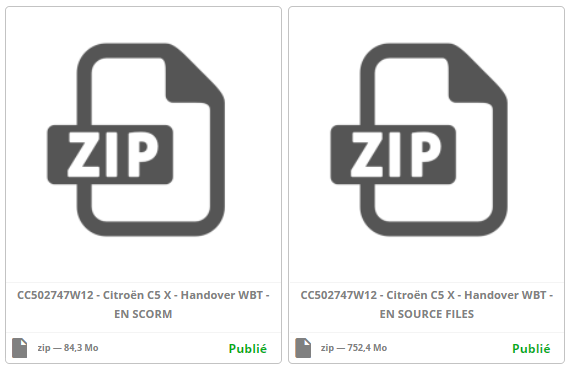 ZIP
CC502747W12 - Citroën C5 X - Handover WBT -
EN SCORM
zip — 84,3 Mo
Publié
ZIP
CC502747W12 - Citroën C5 X - Handover WBT -
EN SOURCE FILES
zip — 752,4 Mo
Publié